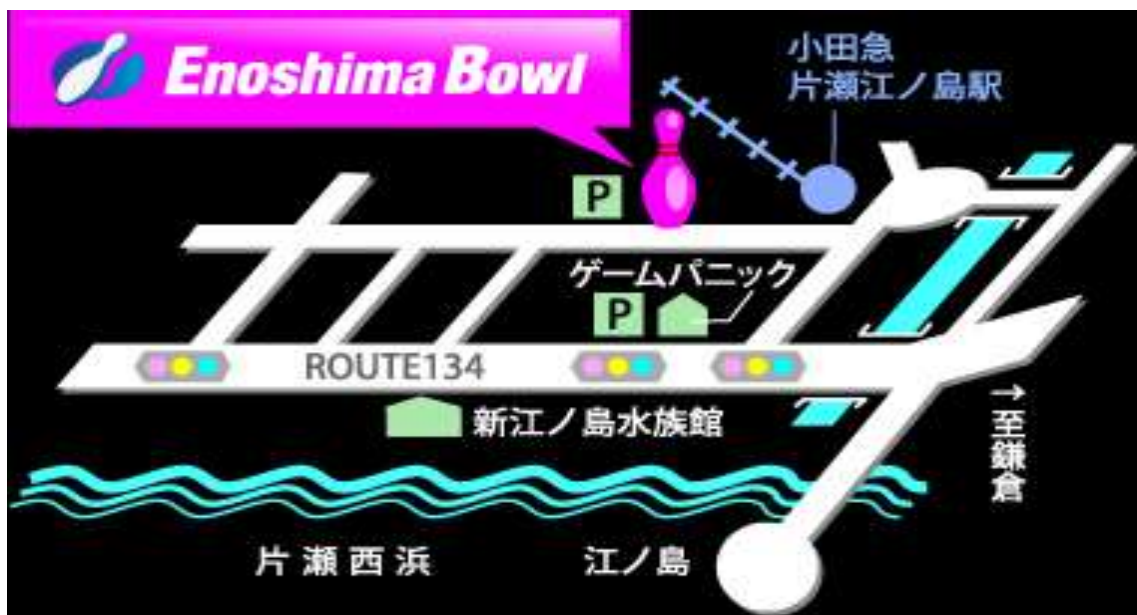 Enoshima Bowl
小田急
片瀬江ノ島駅
P
ゲームパニック
P
ROUTE134
新江ノ島水族館
→至鎌倉
片瀬西浜
江ノ島